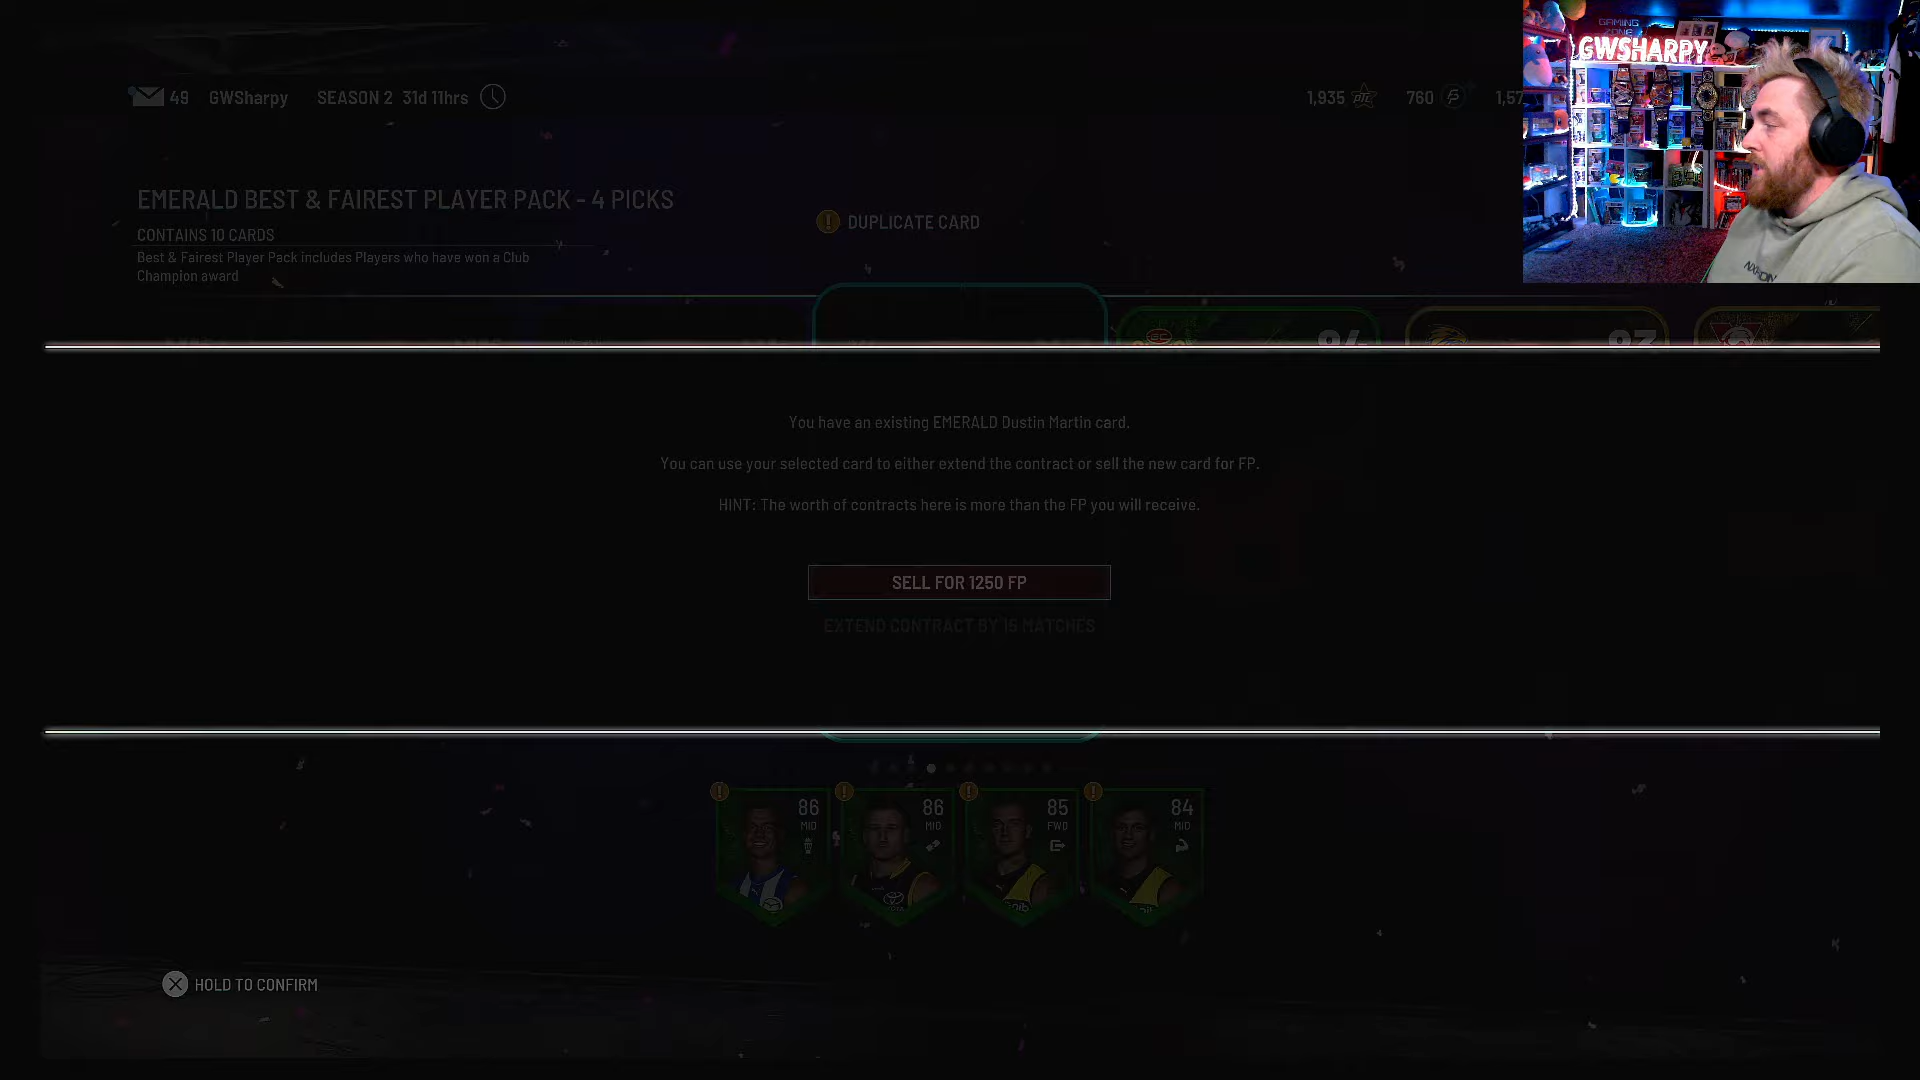 GAMING
ZONE
GWSHARPY
49 GWSharpy SEASON 2 31d 11hrs
1,935 760 1,57
EMERALD BEST & FAIREST PLAYER PACK - 4 PICKS
CONTAINS 10 CARDS
Best & Fairest Player Pack includes Players who have won a Club
Champion award
DUPLICATE CARD
You have an existing EMERALD Dustin Martin card.
You can use your selected card to either extend the contract or sell the new card for FP.
HINT: The worth of contracts here is more than the FP you will receive.
SELL FOR 1250 FP
EXTEND CONTRACT BY 15 MATCHES
86 86 85 84
MID MID FWD MID
HOLD TO CONFIRM